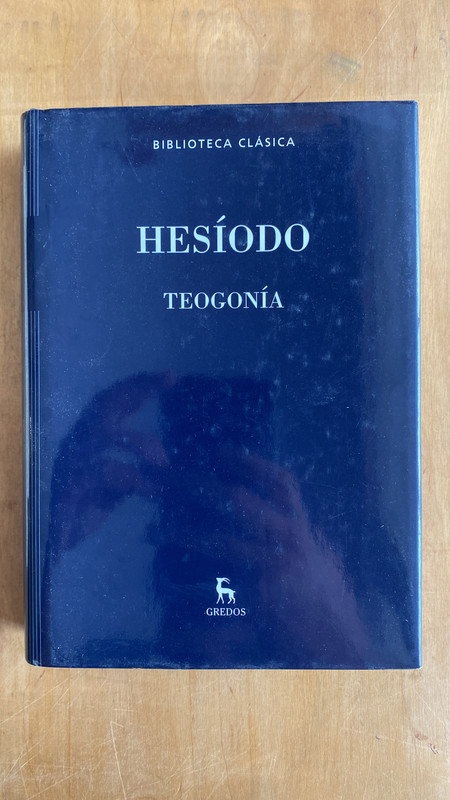 BIBLIOTECA CLÁSICA
HESÍODO
TEOGONÍA
GREDOS